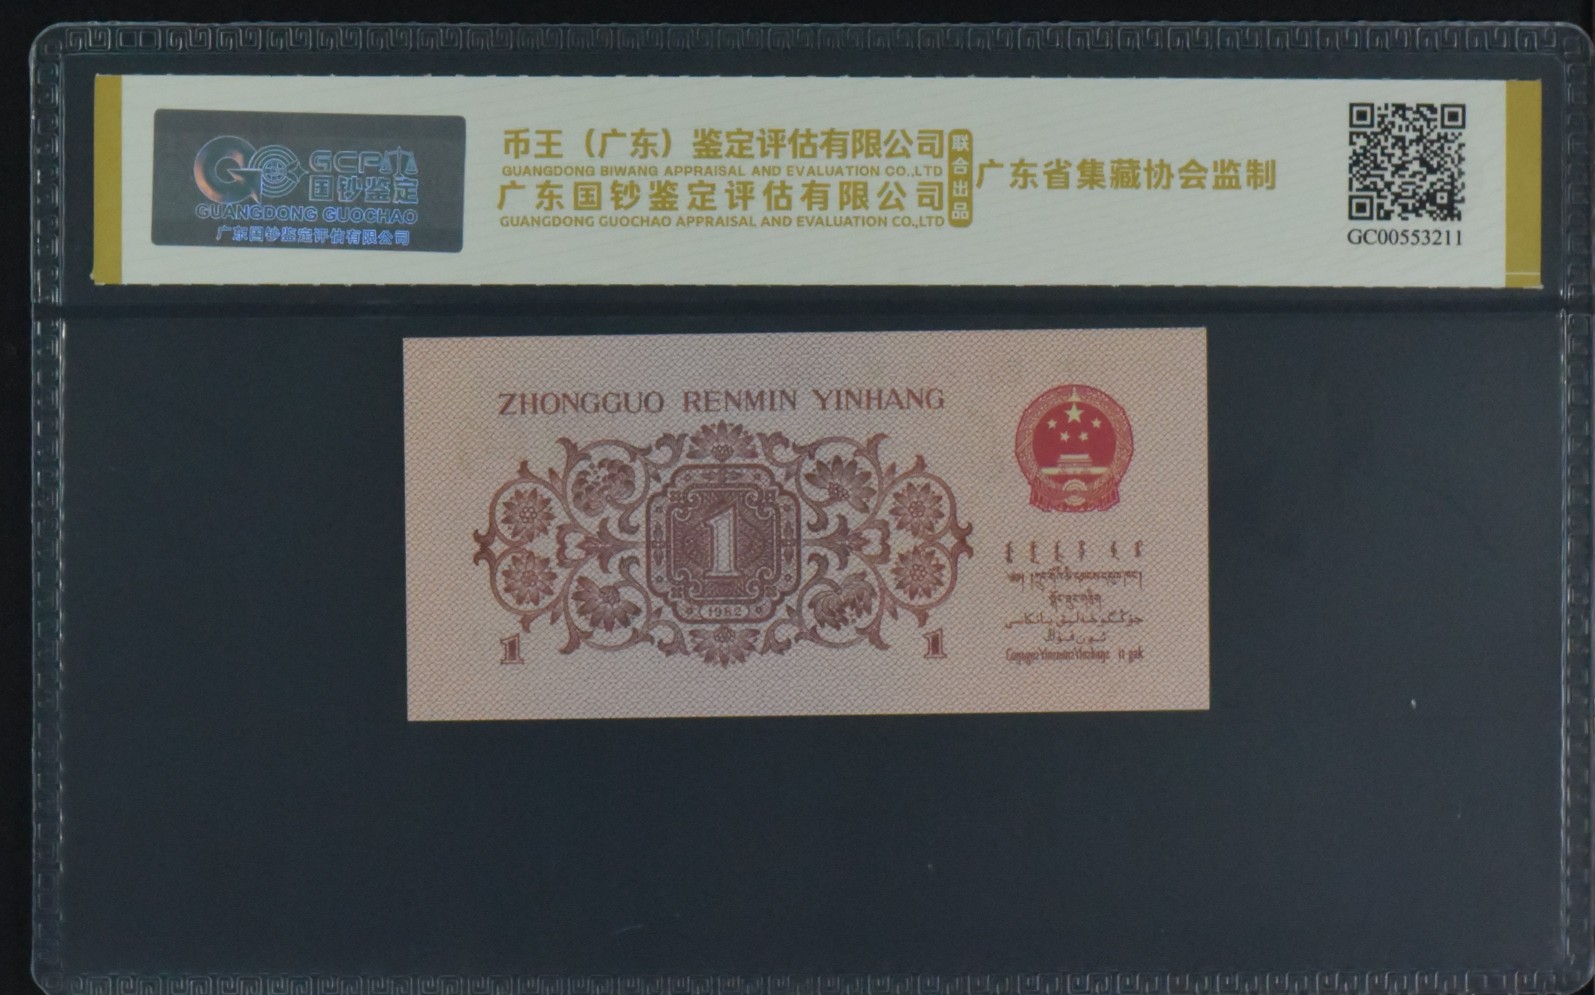 GCPA
国钞鉴定
GUANGDONG GUOCHAO
广东国钞鉴定评估有限公司
币王（广东）鉴定评估有限公司
GUANGDONG BIWANG APPRAISAL AND EVALUATION CO.,LTD
广东国钞鉴定评估有限公司
GUANGDONG GUOCHAO APPRAISAL AND EVALUATION CO.,LTD
联合出品
广东省集藏协会监制
GC00553211
ZHONGGUO RENMIN YINHANG
1
1962
1
1